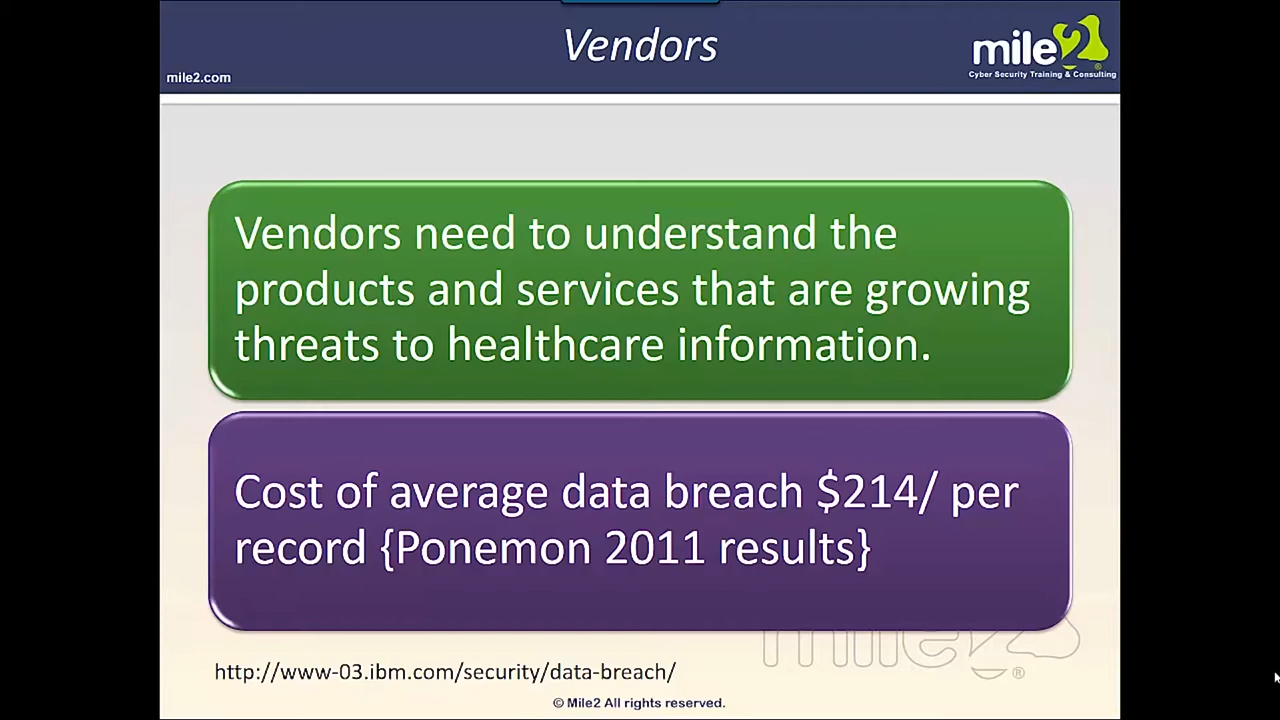 Vendors
mile2
mile2.com
Cyber Security Training & Consulting
Vendors need to understand the
products and services that are growing
threats to healthcare information.
Cost of average data breach $214/ per
record {Ponemon 2011 results}
mile2
®
http://www-03.ibm.com/security/data-breach/
© Mile2 All rights reserved.